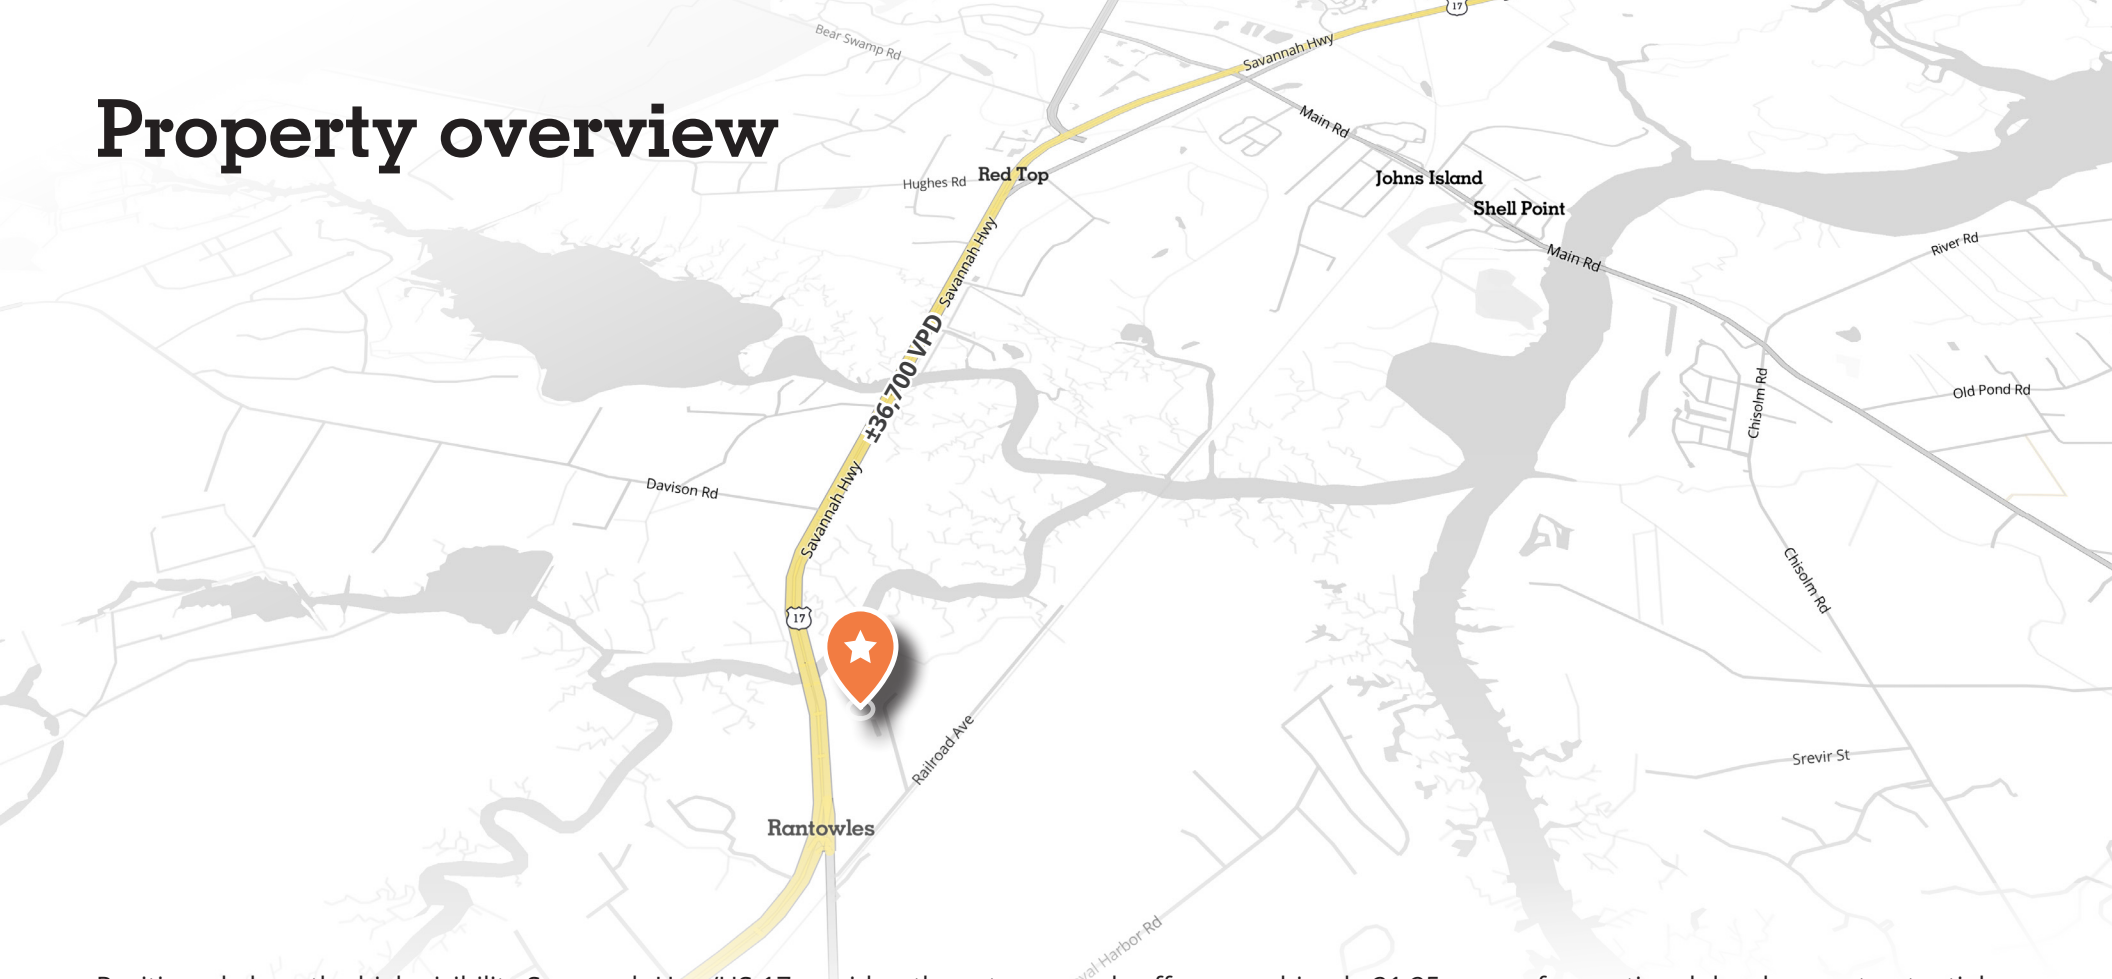 Property overview
Bear Swamp Rd
17
Savannah Hwy
Main Rd
Hughes Rd
Red Top
Johns Island
Shell Point
Savannah Hwy
Main Rd
River Rd
±36,700 VPD
Chisolm Rd
Old Pond Rd
Davison Rd
Savannah Hwy
17
Chisolm Rd
Railroad Ave
Srevir St
Rantowles
Harbor Rd